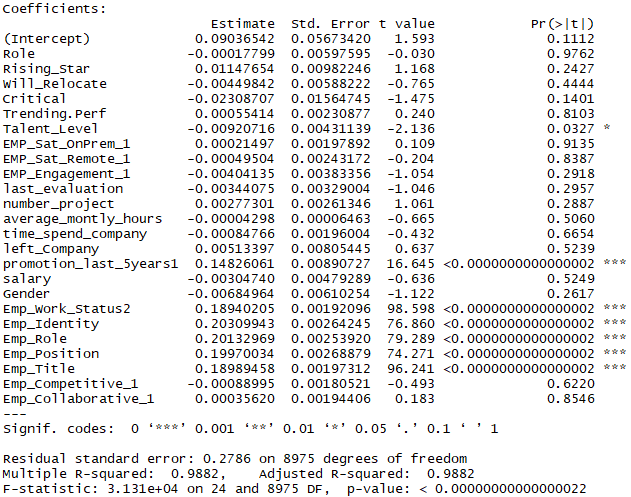 Coefficients:
Estimate Std. Error t value Pr(>|t|)
(Intercept) 0.09036542 0.05673420 1.593 0.1112
Role -0.00017799 0.00597595 -0.030 0.9762
Rising_Star 0.01147654 0.00982246 1.168 0.2427
Will_Relocate -0.00449842 0.00588222 -0.765 0.4444
Critical -0.02308707 0.01564745 -1.475 0.1401
Trending.Perf 0.00055414 0.00230877 0.240 0.8103
Talent_Level -0.00920716 0.00431139 -2.136 0.0327 *
EMP_Sat_OnPrem_1 0.00021497 0.00197892 0.109 0.9135
EMP_Sat_Remote_1 -0.00049504 0.00243172 -0.204 0.8387
EMP_Engagement_1 -0.00404135 0.00383356 -1.054 0.2918
last_evaluation -0.00344075 0.00329004 -1.046 0.2957
number_project 0.00277301 0.00261346 1.061 0.2887
average_montly_hours -0.00004298 0.00006463 -0.665 0.5060
time_spend_company -0.00084766 0.00196004 -0.432 0.6654
left_Company 0.00513397 0.00805445 0.637 0.5239
promotion_last_5years1 0.14826061 0.00890727 16.645 <0.0000000000000002 ***
salary -0.00304740 0.00479289 -0.636 0.5249
Gender -0.00684964 0.00610254 -1.122 0.2617
Emp_Work_Status2 0.18940205 0.00192096 98.598 <0.0000000000000002 ***
Emp_Identity 0.20309943 0.00264245 76.860 <0.0000000000000002 ***
Emp_Role 0.20132969 0.00253920 79.289 <0.0000000000000002 ***
Emp_Position 0.19970034 0.00268879 74.271 <0.0000000000000002 ***
Emp_Title 0.18989458 0.00197312 96.241 <0.0000000000000002 ***
Emp_Competitive_1 -0.00088995 0.00180521 -0.493 0.6220
Emp_Collaborative_1 0.00035620 0.00194406 0.183 0.8546
---
Signif. codes: 0 ‘***’ 0.001 ‘**’ 0.01 ‘*’ 0.05 ‘.’ 0.1 ‘ ’ 1
Residual standard error: 0.2786 on 8975 degrees of freedom
Multiple R-squared: 0.9882, Adjusted R-squared: 0.9882
F-statistic: 3.131e+04 on 24 and 8975 DF, p-value: < 0.00000000000000022